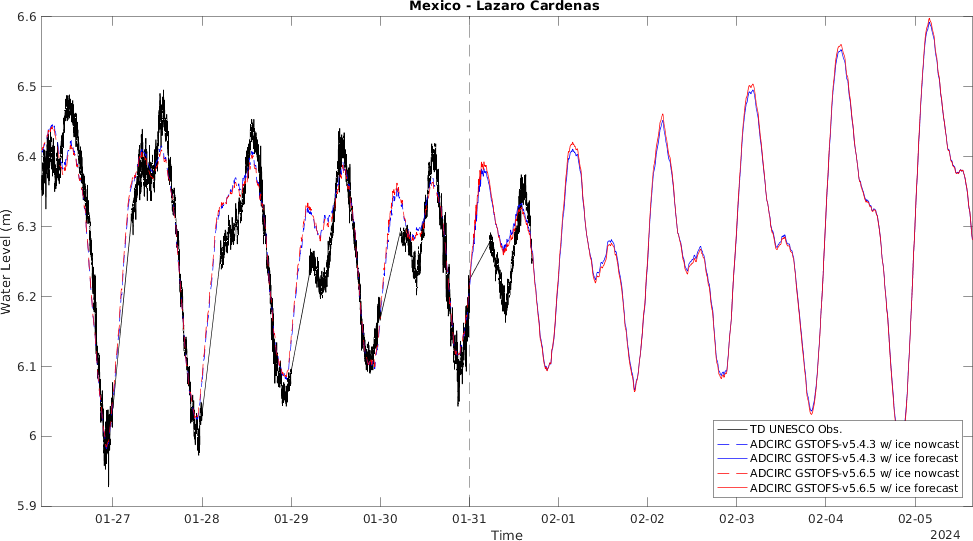 Mexico - Lazaro Cardenas
6.6
6.5
6.4
6.3
6.2
6.1
6
5.9
Water Level (m)
01-27 01-28 01-29 01-30 01-31 02-01 02-02 02-03 02-04 02-05
Time
2024
TD UNESCO Obs.
ADCIRC GSTOFS-v5.4.3 w/ ice nowcast
ADCIRC GSTOFS-v5.4.3 w/ ice forecast
ADCIRC GSTOFS-v5.6.5 w/ ice nowcast
ADCIRC GSTOFS-v5.6.5 w/ ice forecast